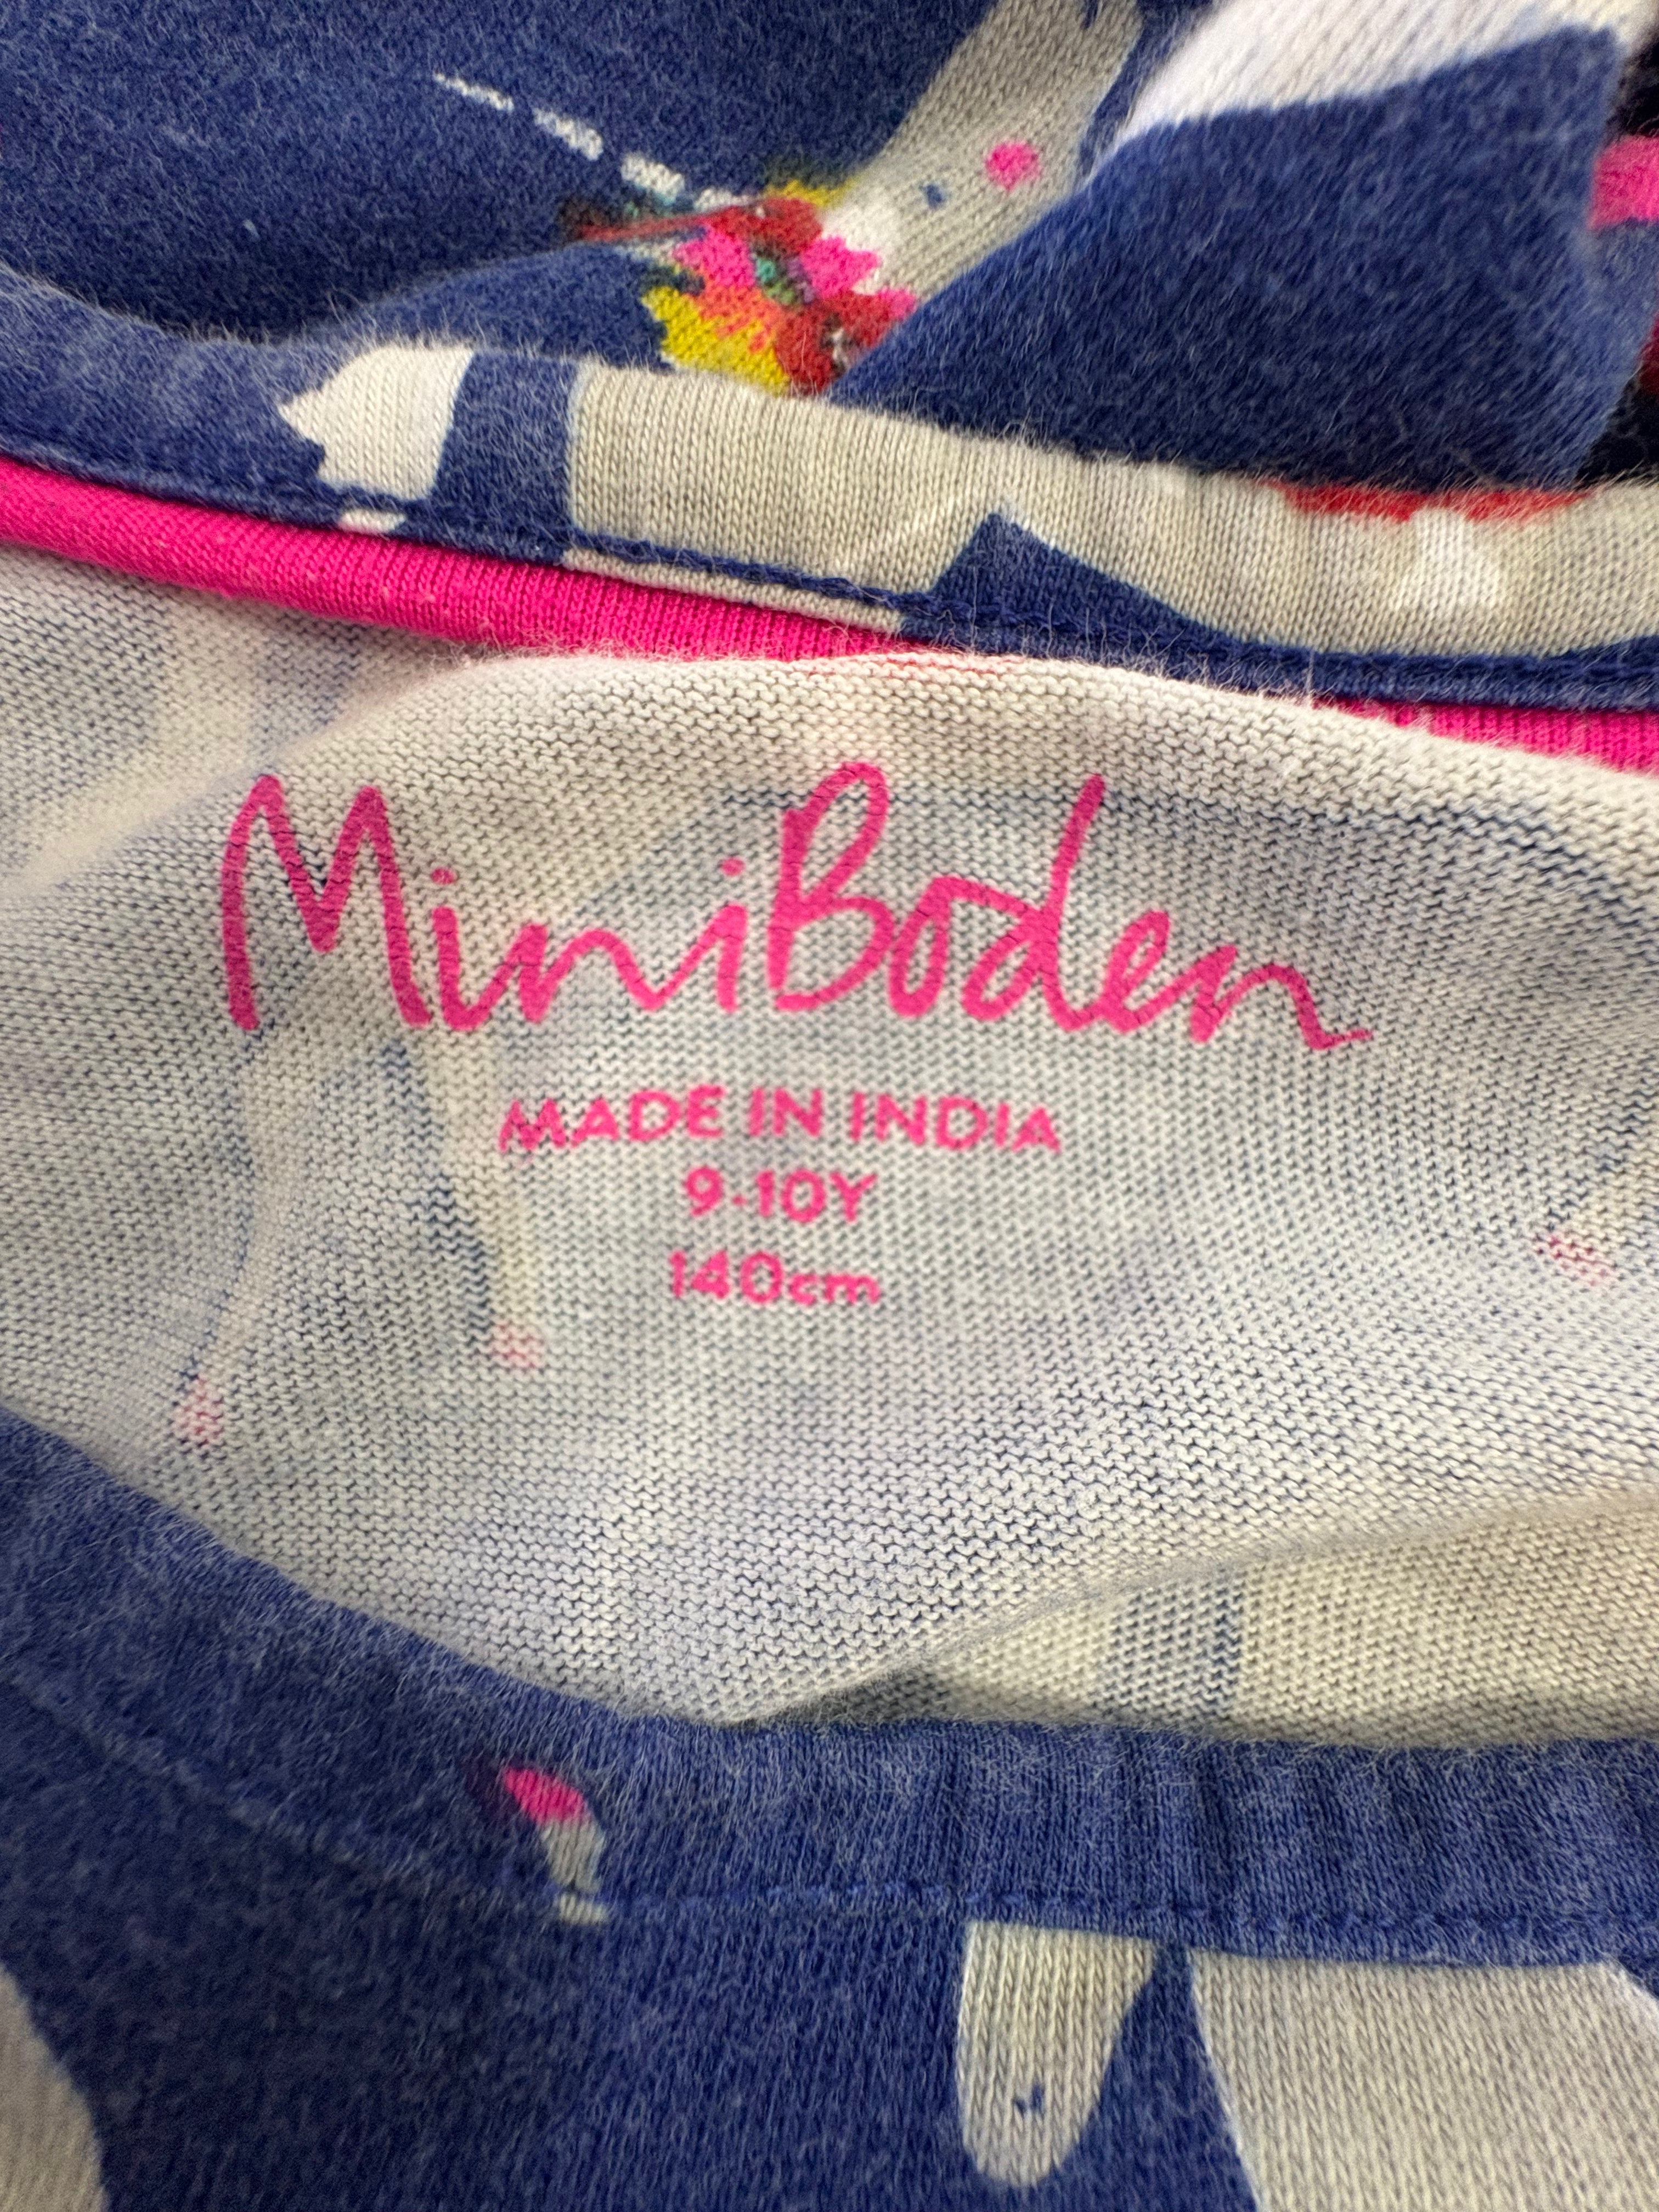 MiniBoden
MADE IN INDIA
9-10Y
140cm